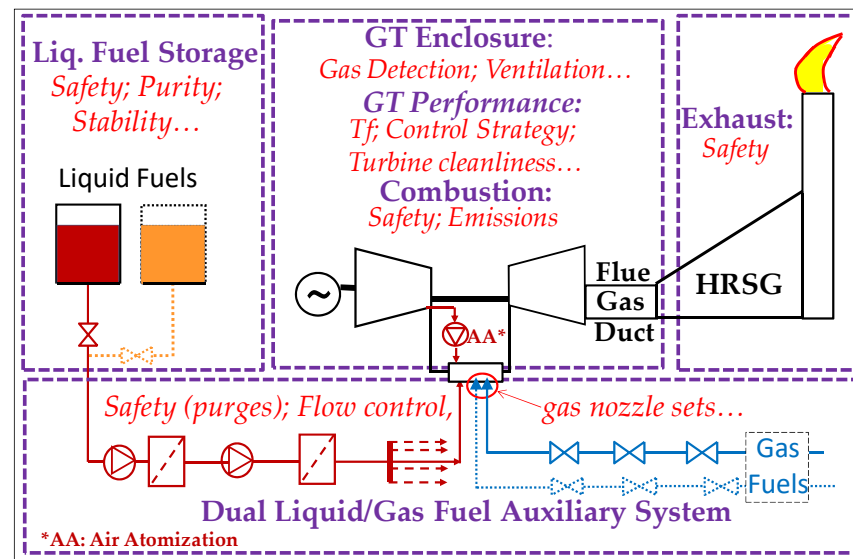 Liq. Fuel Storage
Safety; Purity;
Stability…
Liquid Fuels
GT Enclosure:
Gas Detection; Ventilation…
GT Performance:
Tf; Control Strategy;
Turbine cleanliness…
Combustion:
Safety; Emissions
Exhaust:
Safety
~
AA*
Flue
Gas
Duct
HRSG
Safety (purges); Flow control,
gas nozzle sets…
Gas
Fuels
Dual Liquid/Gas Fuel Auxiliary System
*AA: Air Atomization